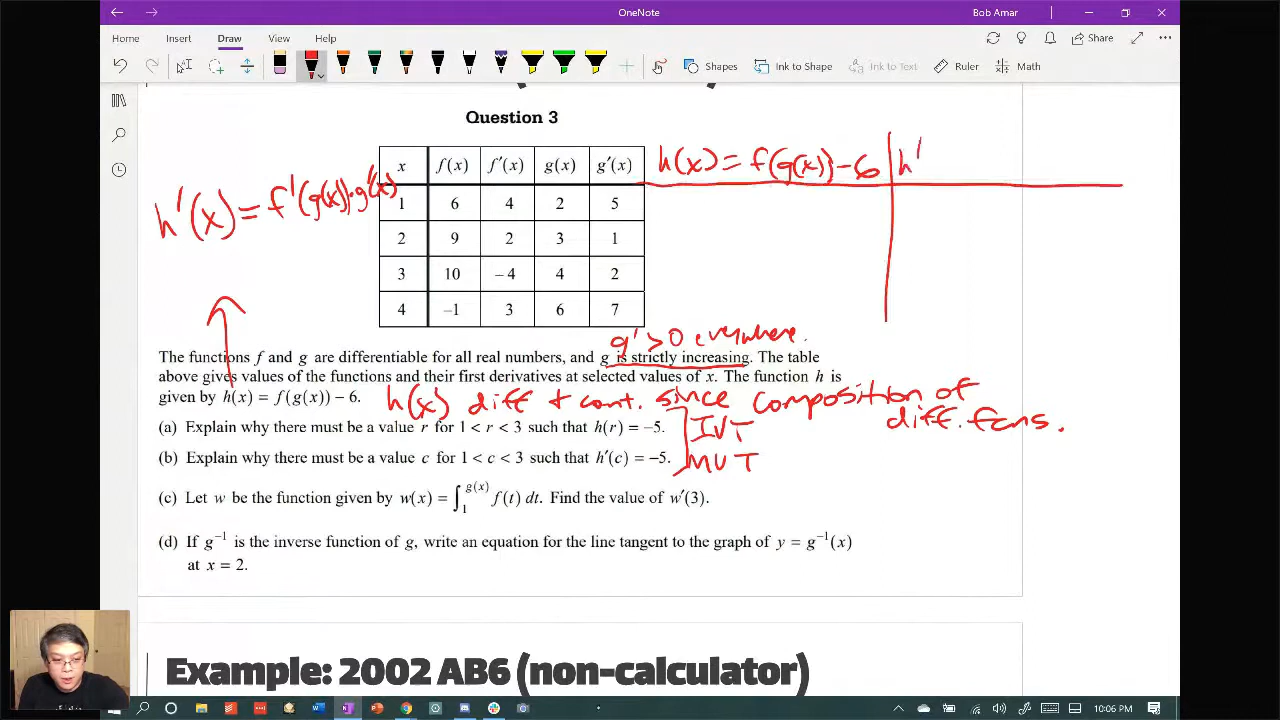 OneNote
Bob Amar
Home Insert Draw View Help
Share
Shapes Ink to Shape Ink to Text Ruler Math
Question 3
x f(x) f′(x) g(x) g′(x)
1 6 4 2 5
2 9 2 3 1
3 10 –4 4 2
4 –1 3 6 7
h(x) = f(g(x)) – 6 h'
h'(x) = f'(g(x))·g'(x)
g' > 0 everywhere.
The functions f and g are differentiable for all real numbers, and g is strictly increasing. The table
above gives values of the functions and their first derivatives at selected values of x. The function h is
given by h(x) = f(g(x)) – 6.
h(x) diff + cont. since composition of
diff. fcns.
(a) Explain why there must be a value r for 1 < r < 3 such that h(r) = –5.
IVT
(b) Explain why there must be a value c for 1 < c < 3 such that h′(c) = –5.
MVT
(c) Let w be the function given by w(x) = ∫₁^g(x) f(t) dt. Find the value of w′(3).
(d) If g⁻¹ is the inverse function of g, write an equation for the line tangent to the graph of y = g⁻¹(x)
at x = 2.
Example: 2002 AB6 (non-calculator)
10:06 PM